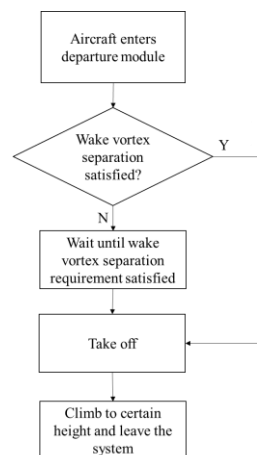 Aircraft enters
departure module
Wake vortex
separation
satisfied?
Y
N
Wait until wake
vortex separation
requirement satisfied
Take off
Climb to certain
height and leave the
system